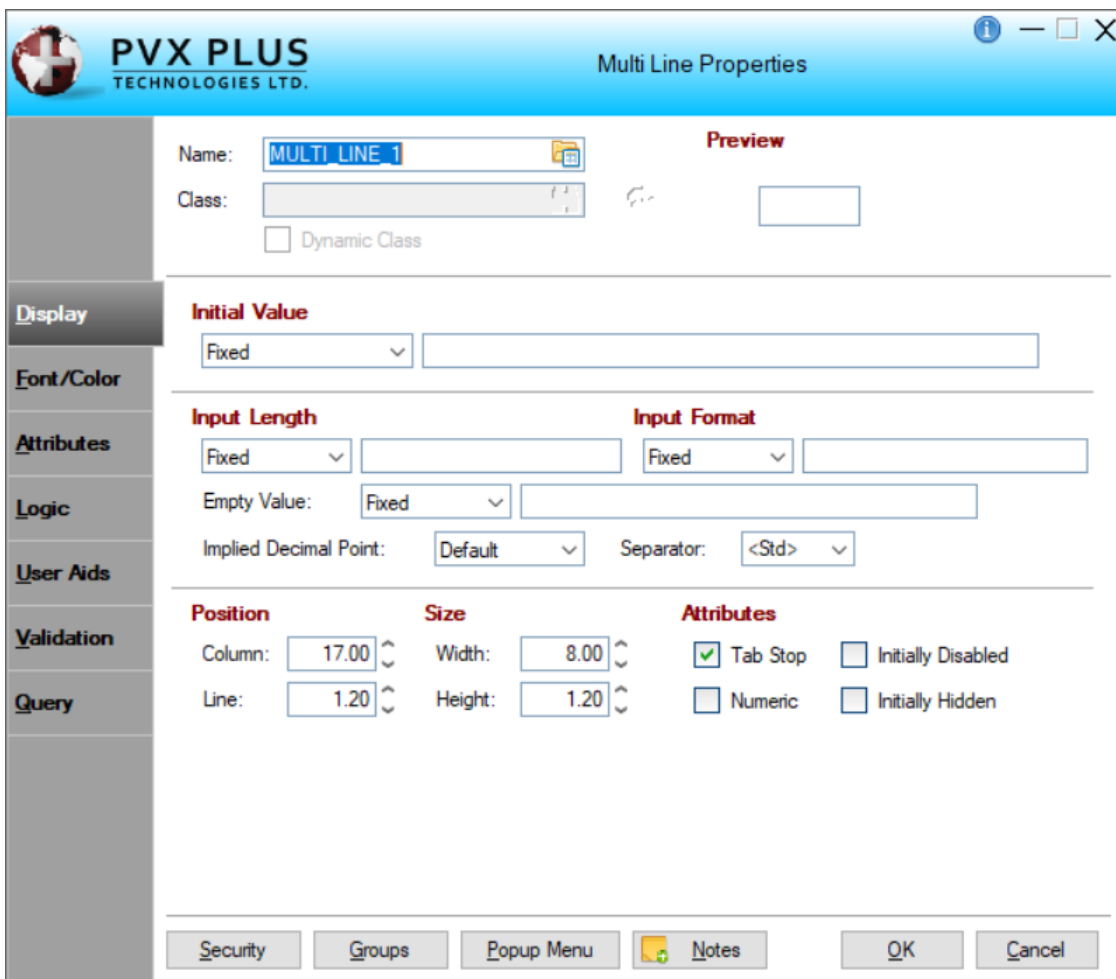 PVX PLUS
TECHNOLOGIES LTD.
Multi Line Properties
Name: MULTI_LINE_1
Preview
Class:
Dynamic Class
Display
Initial Value
Fixed
Font/Color
Input Length Input Format
Attributes
Fixed Fixed
Logic
Empty Value: Fixed
Implied Decimal Point: Default Separator: <Std>
User Aids
Position Size Attributes
Validation
Column: 17.00 Width: 8.00 Tab Stop Initially Disabled
Query
Line: 1.20 Height: 1.20 Numeric Initially Hidden
Security Groups Popup Menu Notes OK Cancel